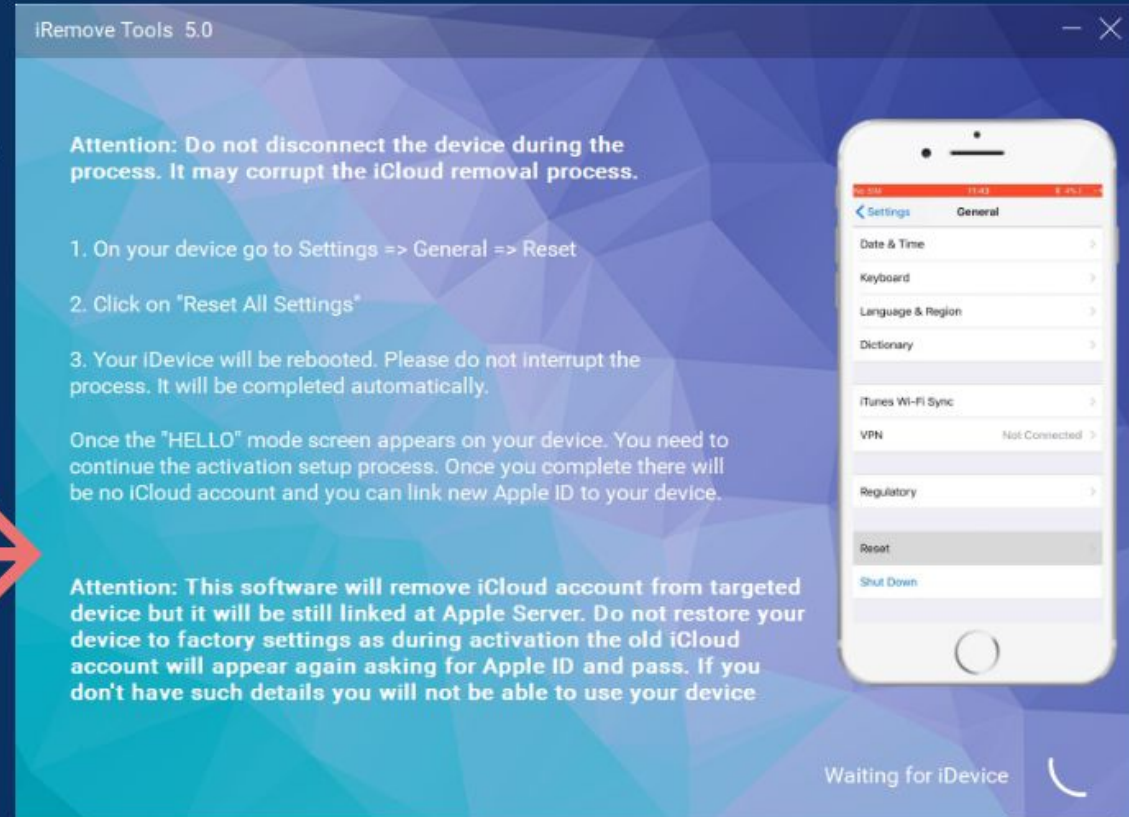 iRemove Tools 5.0
Attention: Do not disconnect the device during the
process. It may corrupt the iCloud removal process.
1. On your device go to Settings => General => Reset
2. Click on "Reset All Settings"
3. Your iDevice will be rebooted. Please do not interrupt the
process. It will be completed automatically.
Once the "HELLO" mode screen appears on your device. You need to
continue the activation setup process. Once you complete there will
be no iCloud account and you can link new Apple ID to your device.
Attention: This software will remove iCloud account from targeted
device but it will be still linked at Apple Server. Do not restore your
device to factory settings as during activation the old iCloud
account will appear again asking for Apple ID and pass. If you
don't have such details you will not be able to use your device
No SIM 11:43
Settings General
Date & Time
Keyboard
Language & Region
Dictionary
iTunes Wi-Fi Sync
VPN Not Connected
Regulatory
Reset
Shut Down
Waiting for iDevice